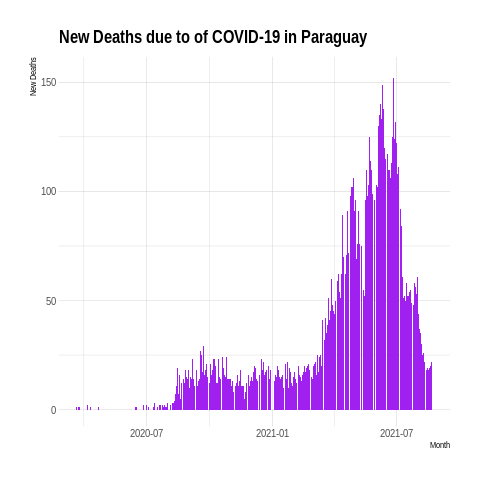 New Deaths due to of COVID-19 in Paraguay
New Deaths
150
100
50
0
2020-07
2021-01
2021-07
Month